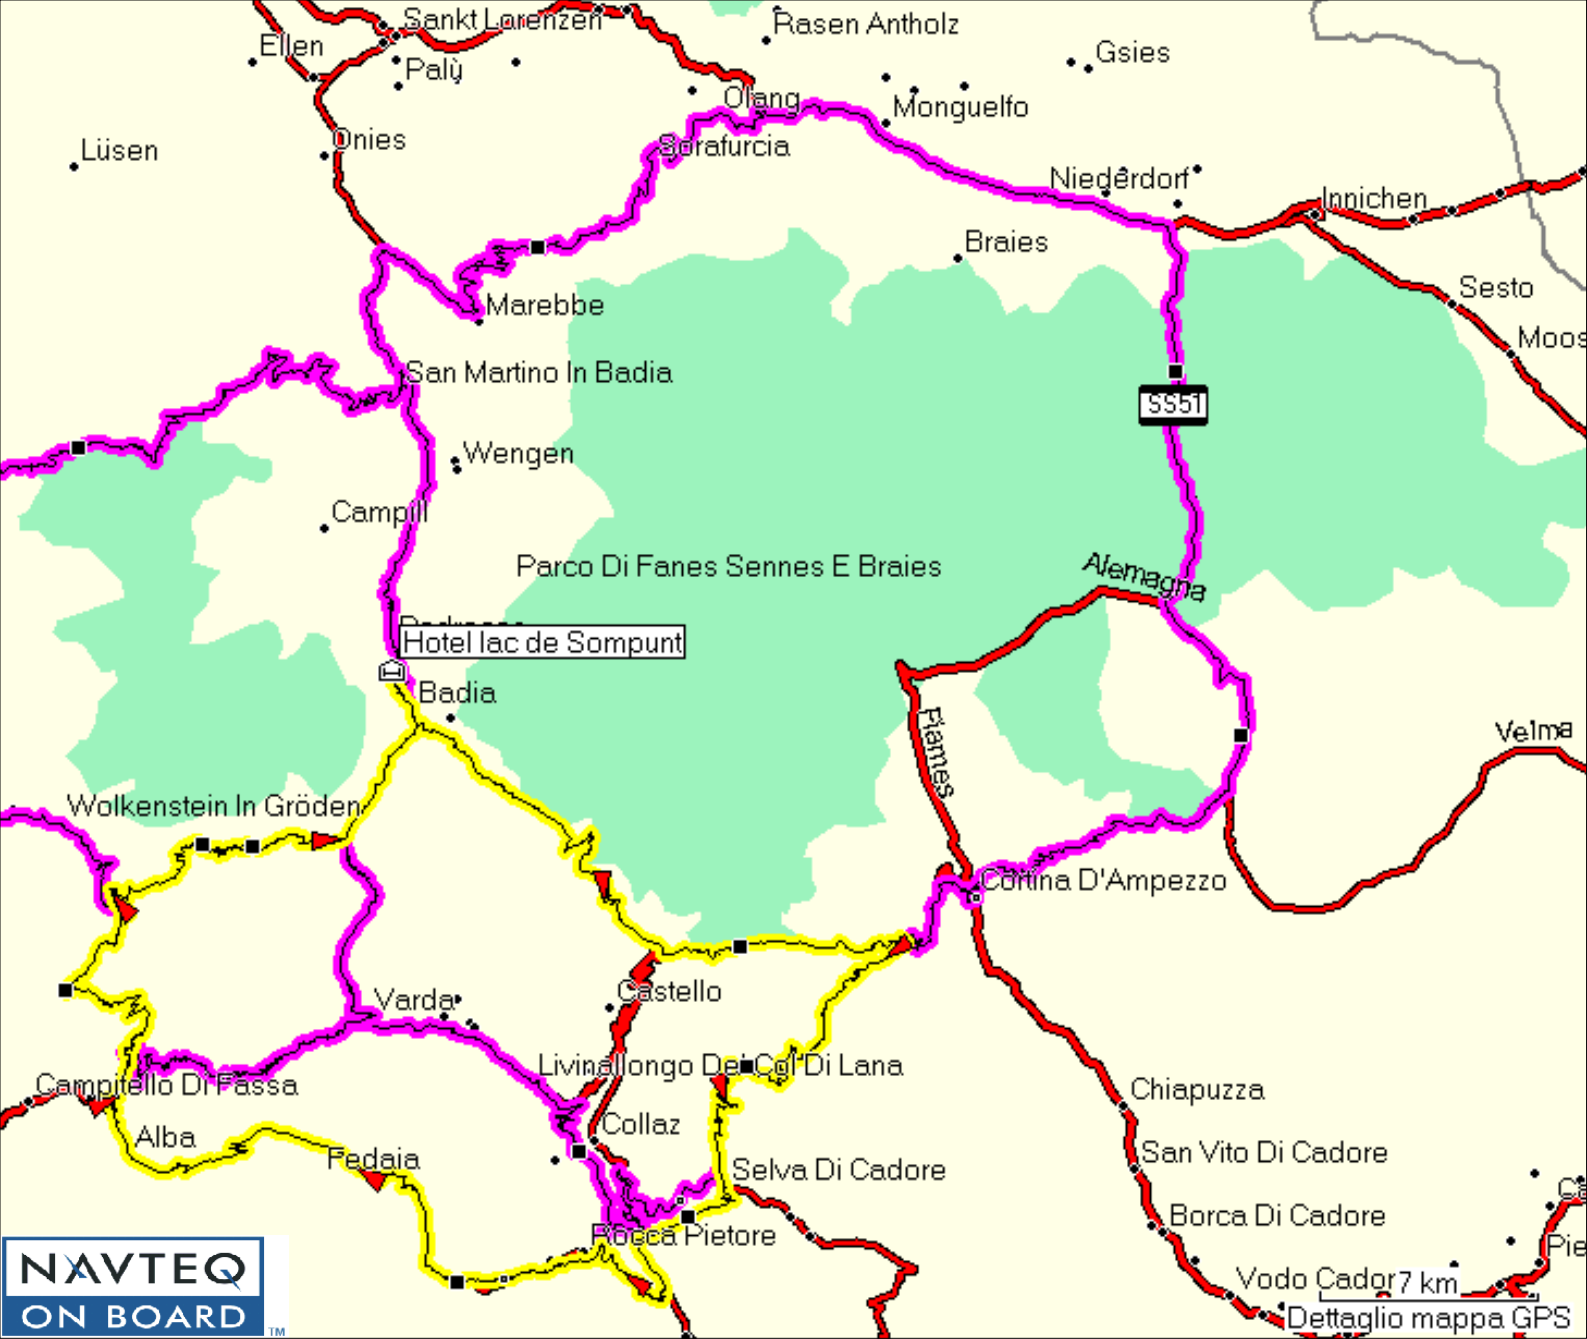 Sankt Lorenzen
Rasen Antholz
Ellen
Gsies
Palù
Olang
Monguelfo
Onies
Lüsen
Sorafurcia
Niederdorf
Innichen
Braies
Sesto
Marebbe
Moos
San Martino In Badia
SS51
Wengen
Campill
Parco Di Fanes Sennes E Braies
Alemagna
Hotel lac de Sompunt
Badia
Fiames
Velma
Wolkenstein In Gröden
Cortina D'Ampezzo
Varda
Castello
Livinallongo Del Col Di Lana
Campitello Di Fassa
Chiapuzza
Collaz
Alba
San Vito Di Cadore
Fedaia
Selva Di Cadore
Borca Di Cadore
Rocca Pietore
Pie
Vodo Cador
7 km
Dettaglio mappa GPS
NAVTEQ
ON BOARD
TM